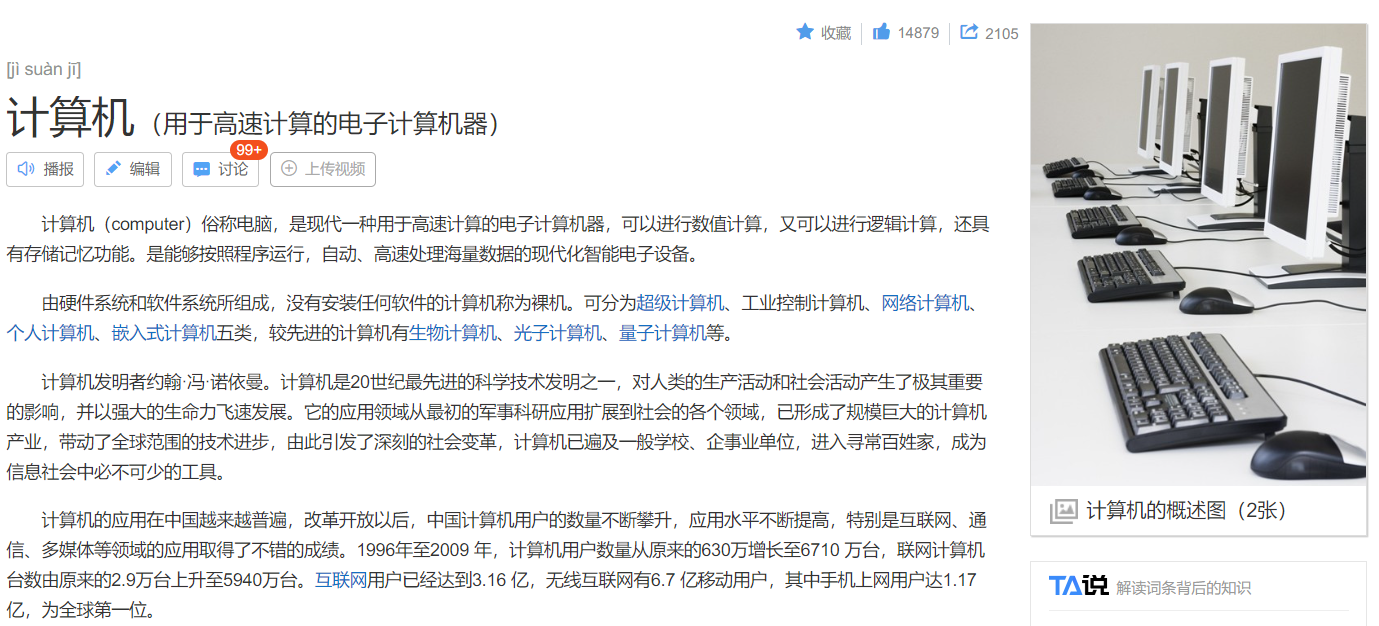 收藏 14879 2105
[jì suàn jī]
计算机（用于高速计算的电子计算机器）
播报 编辑 讨论 99+ 上传视频
计算机（computer）俗称电脑，是现代一种用于高速计算的电子计算机器，可以进行数值计算，又可以进行逻辑计算，还具
有存储记忆功能。是能够按照程序运行，自动、高速处理海量数据的现代化智能电子设备。
由硬件系统和软件系统所组成，没有安装任何软件的计算机称为裸机。可分为超级计算机、工业控制计算机、网络计算机、
个人计算机、嵌入式计算机五类，较先进的计算机有生物计算机、光子计算机、量子计算机等。
计算机发明者约翰·冯·诺依曼。计算机是20世纪最先进的科学技术发明之一，对人类的生产活动和社会活动产生了极其重要
的影响，并以强大的生命力飞速发展。它的应用领域从最初的军事科研应用扩展到社会的各个领域，已形成了规模巨大的计算机
产业，带动了全球范围的技术进步，由此引发了深刻的社会变革，计算机已遍及一般学校、企事业单位，进入寻常百姓家，成为
信息社会中必不可少的工具。
计算机的应用在中国越来越普遍，改革开放以后，中国计算机用户的数量不断攀升，应用水平不断提高，特别是互联网、通
信、多媒体等领域的应用取得了不错的成绩。1996年至2009 年，计算机用户数量从原来的630万增长至6710 万台，联网计算机
台数由原来的2.9万台上升至5940万台。互联网用户已经达到3.16 亿，无线互联网有6.7 亿移动用户，其中手机上网用户达1.17
亿，为全球第一位。
计算机的概述图（2张）
TA说 解读词条背后的知识